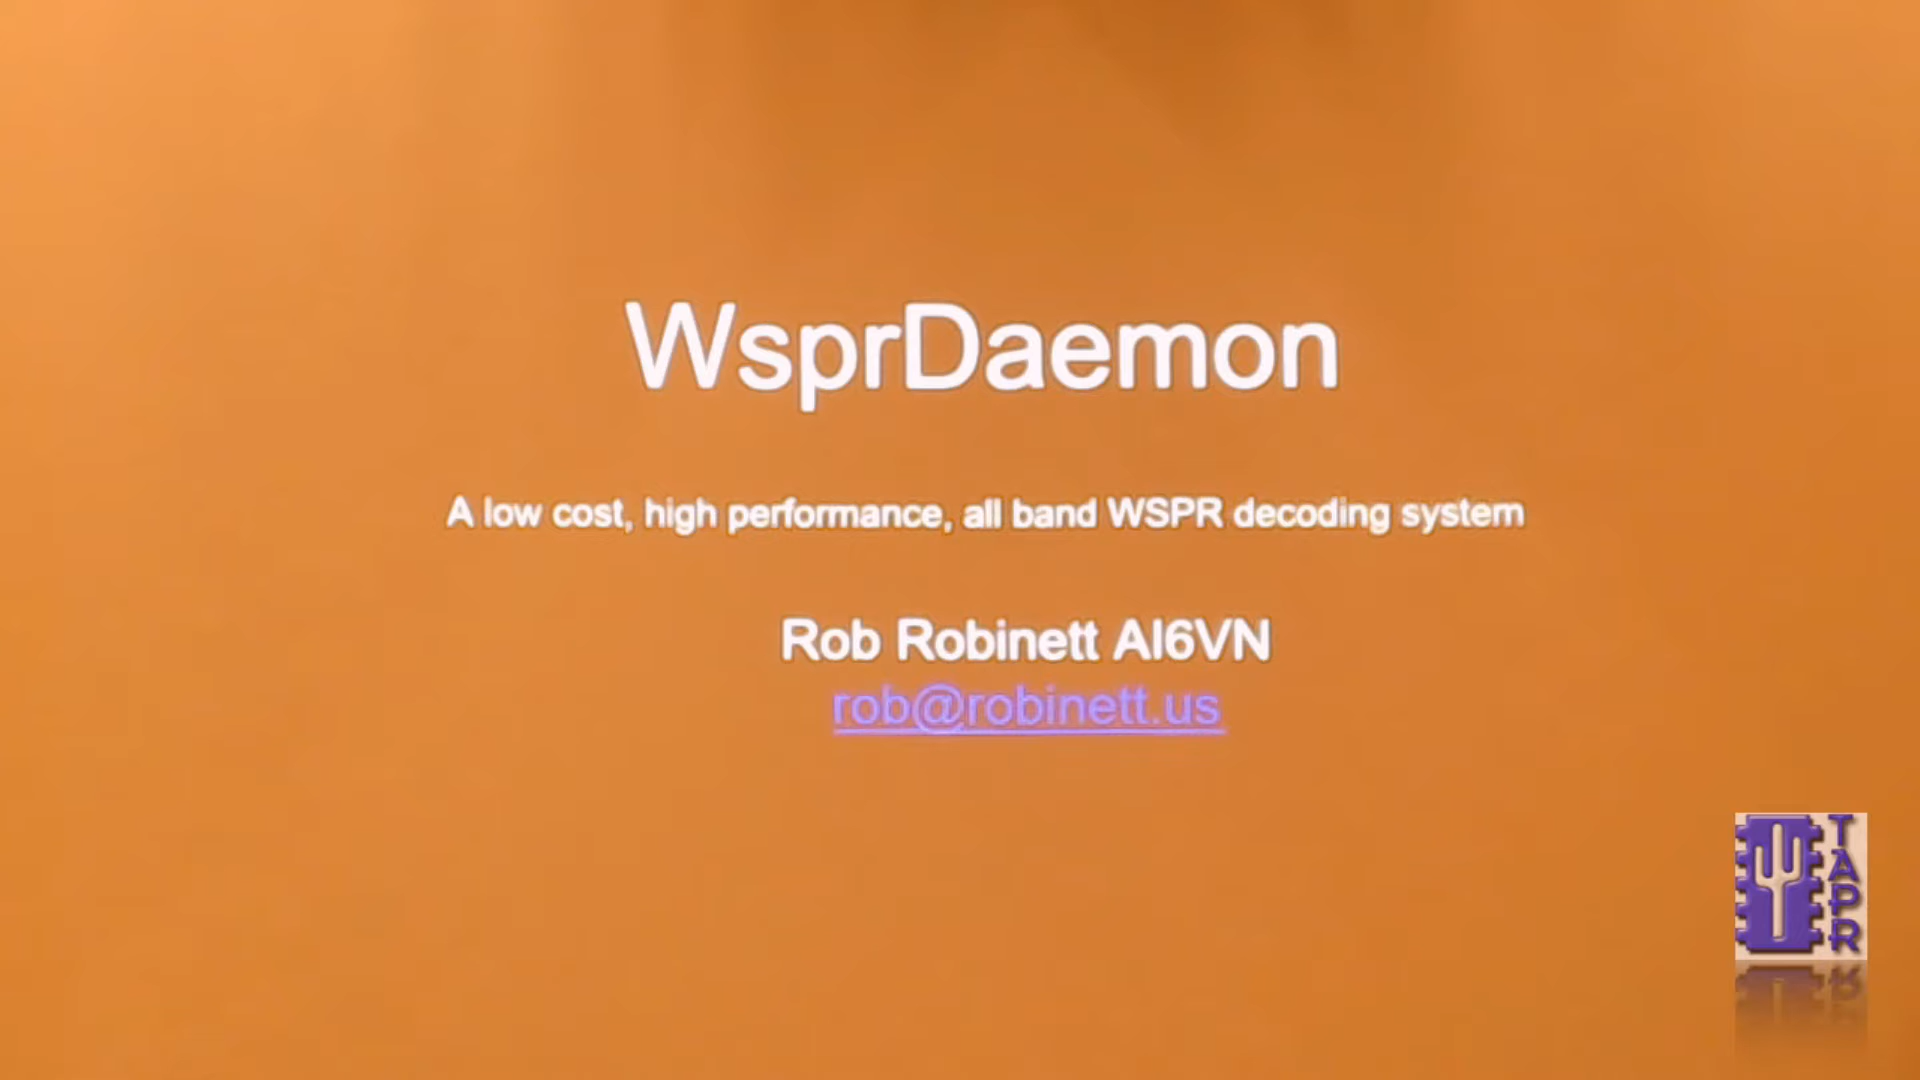 WsprDaemon
A low cost, high performance, all band WSPR decoding system
Rob Robinett AI6VN
rob@robinett.us
TAPR